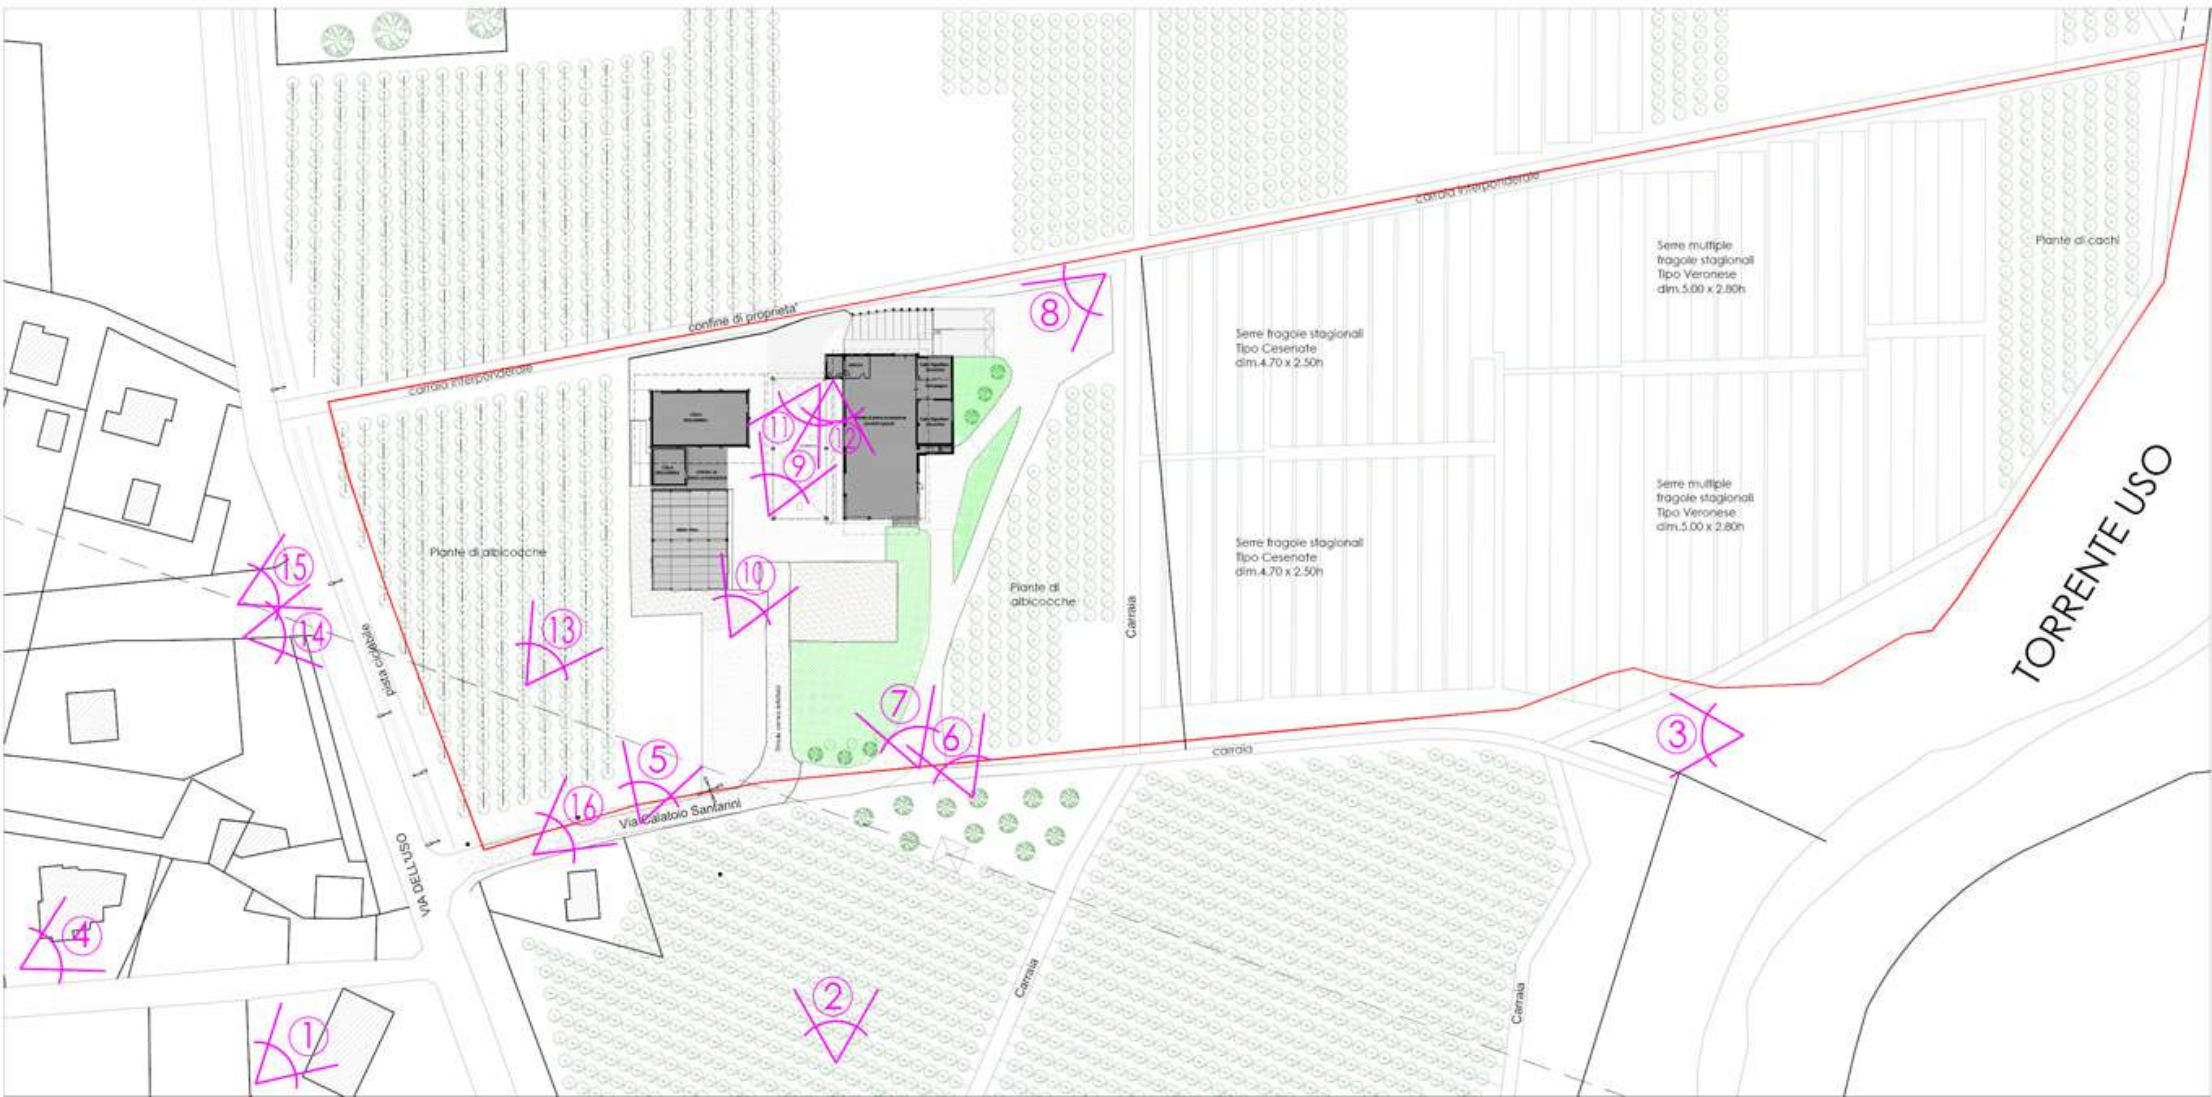 carraia interponderale
Serre multiple
fragole stagionali
Tipo Veronese
dim.5.00 x 2.80h
Piante di cachi
8
confine di proprieta'
Serre fragole stagionali
Tipo Cesenate
dim.4.70 x 2.50h
carraia interponderale
11
12
9
Serre multiple
fragole stagionali
Tipo Veronese
dim.5.00 x 2.80h
TORRENTE USO
Piante di albicocche
15
10
Serre fragole stagionali
Tipo Cesenate
dim.4.70 x 2.50h
Piante di
albicocche
Carraia
14
13
pista ciclabile
7
6
3
5
carraia
16
Via Calatoio Santarini
VIA DELL'USO
4
Carraia
2
Carraia
1